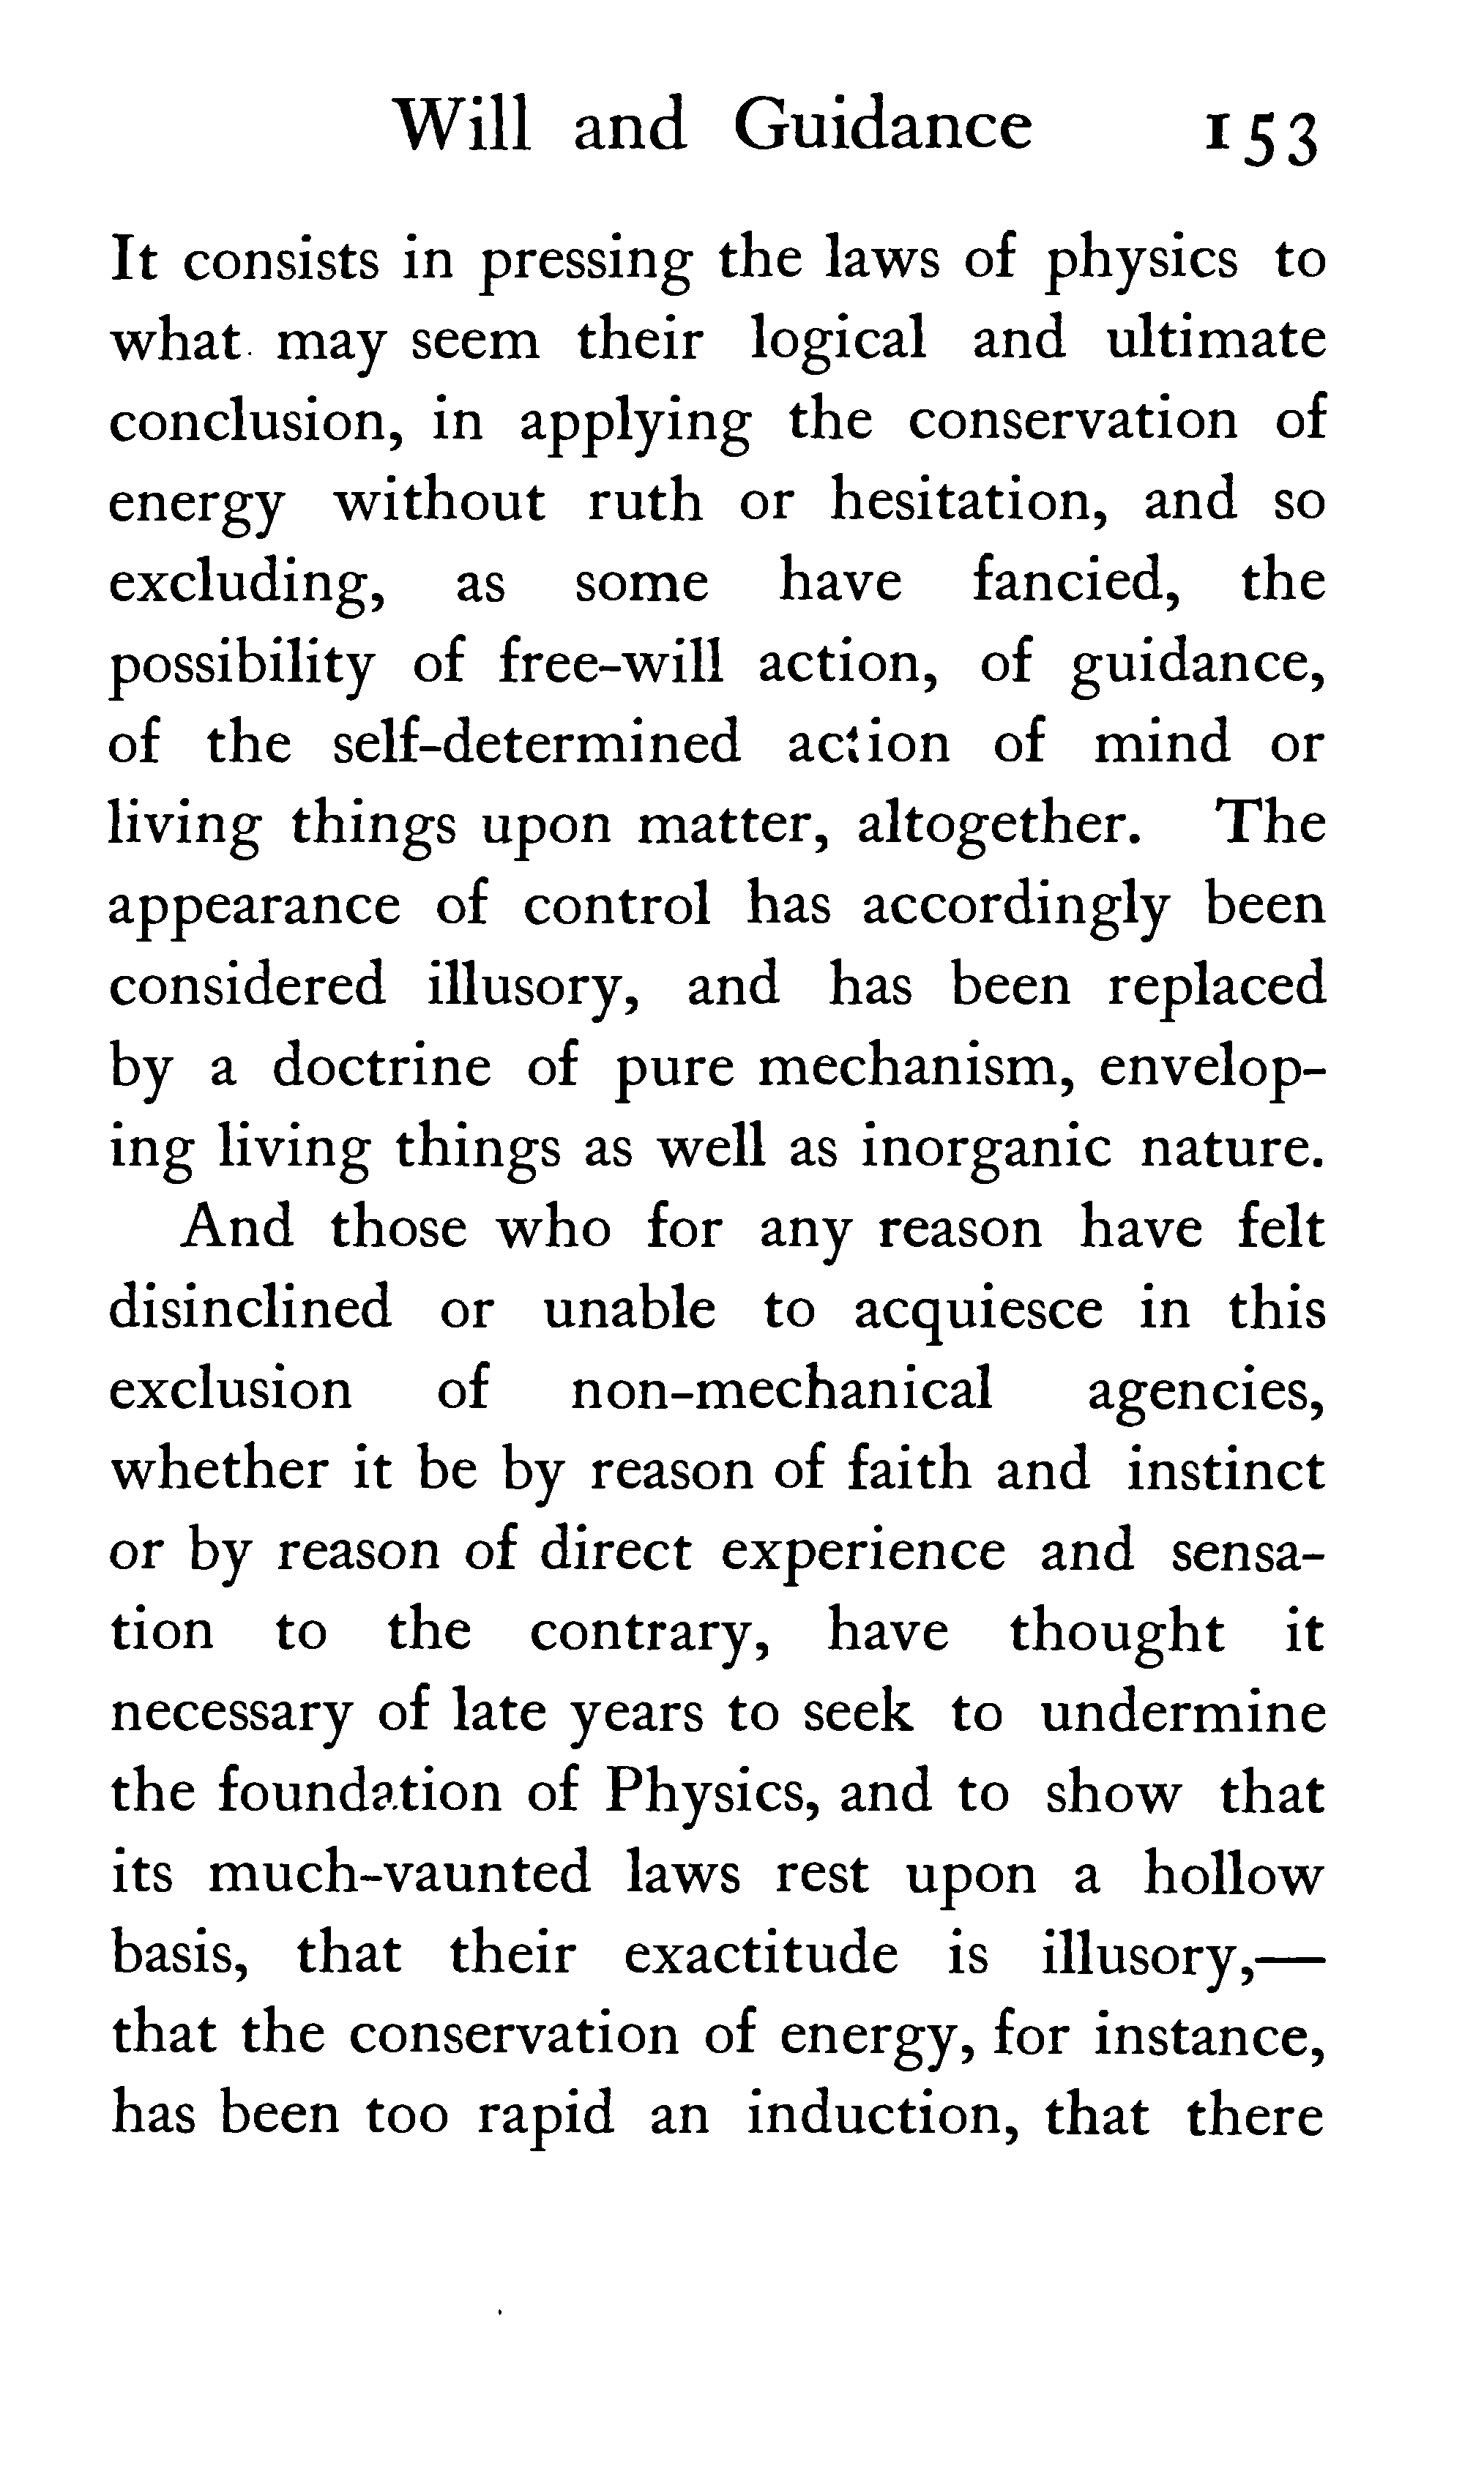 Will and Guidance 153
It consists in pressing the laws of physics to
what may seem their logical and ultimate
conclusion, in applying the conservation of
energy without ruth or hesitation, and so
excluding, as some have fancied, the
possibility of free-will action, of guidance,
of the self-determined action of mind or
living things upon matter, altogether. The
appearance of control has accordingly been
considered illusory, and has been replaced
by a doctrine of pure mechanism, envelop-
ing living things as well as inorganic nature.
And those who for any reason have felt
disinclined or unable to acquiesce in this
exclusion of non-mechanical agencies,
whether it be by reason of faith and instinct
or by reason of direct experience and sensa-
tion to the contrary, have thought it
necessary of late years to seek to undermine
the foundation of Physics, and to show that
its much-vaunted laws rest upon a hollow
basis, that their exactitude is illusory,—
that the conservation of energy, for instance,
has been too rapid an induction, that there